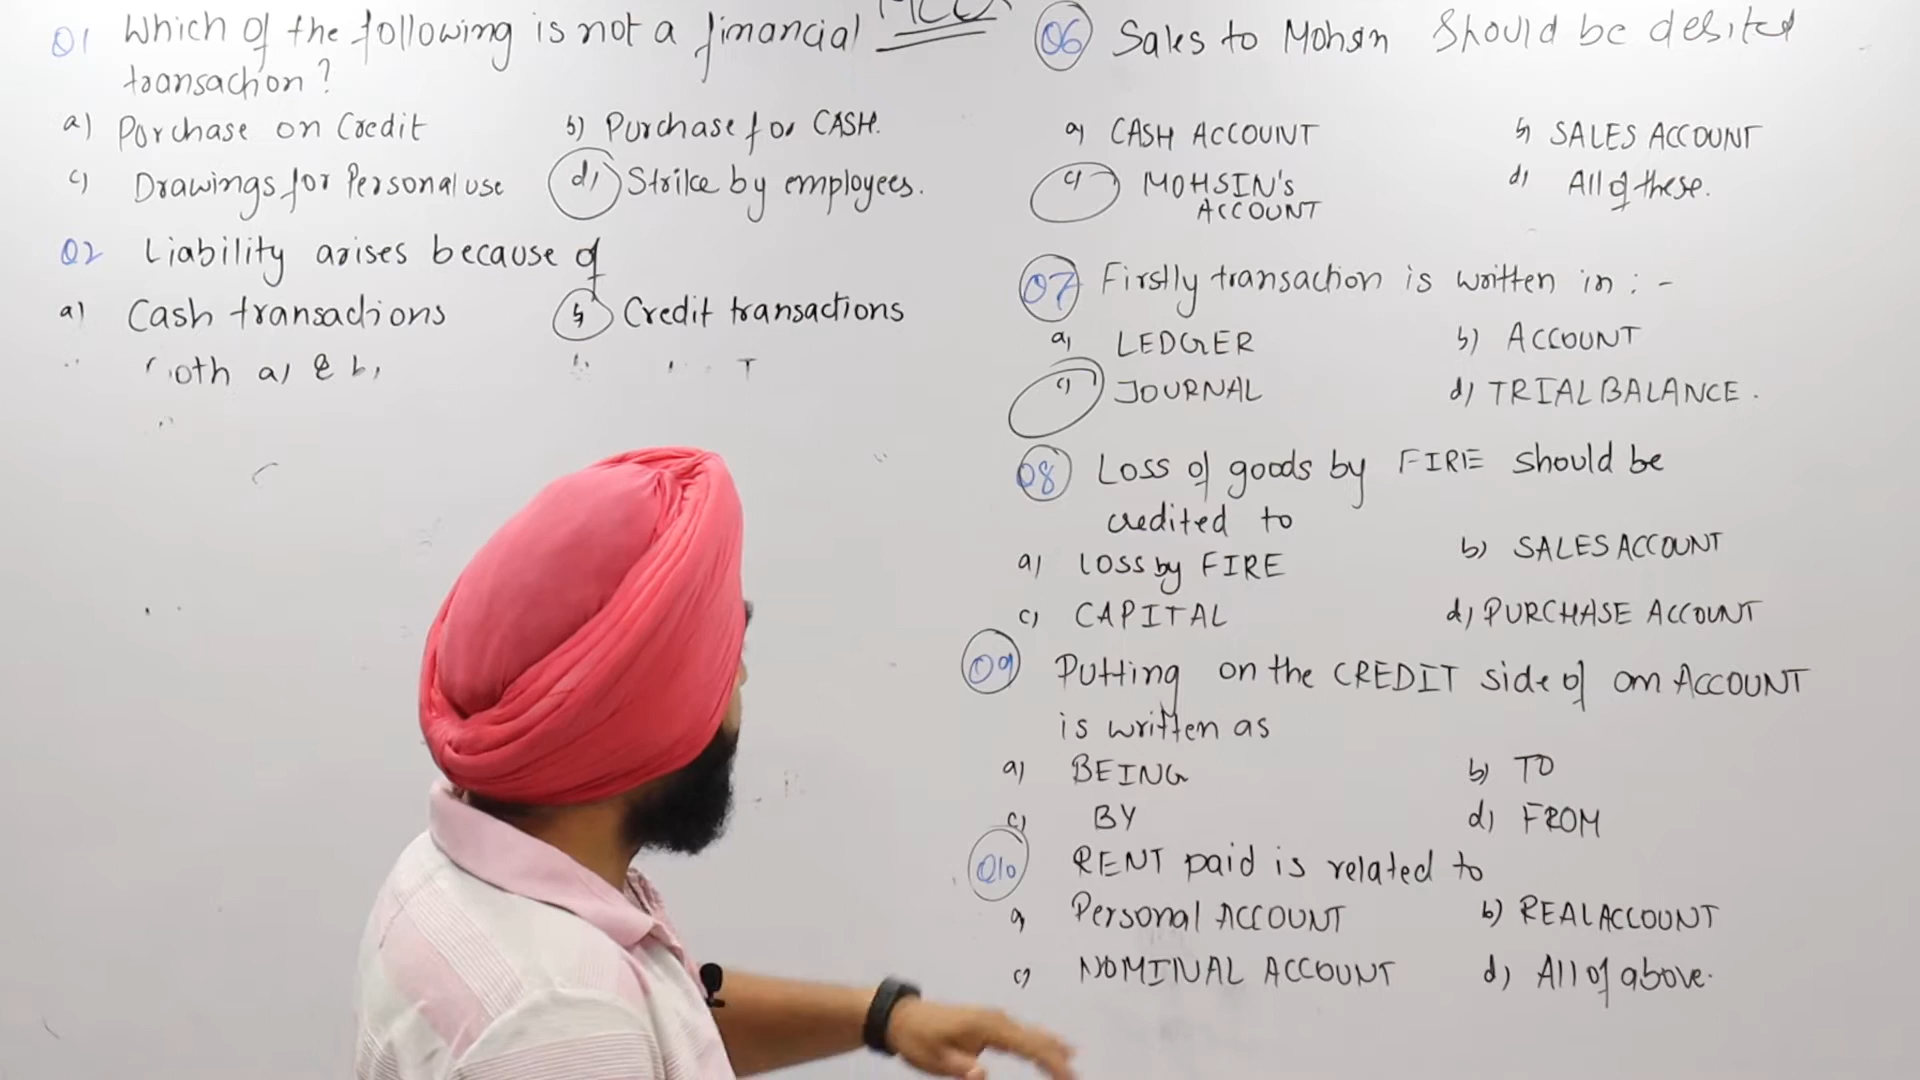 MCQ
Q1 Which of the following is not a financial
transaction?
a) Purchase on Credit b) Purchase for CASH.
c) Drawings for Personal use d) Strike by employees.
Q2 Liability arises because of
a) Cash transactions b) Credit transactions
oth a) & b)
Q6 Sales to Mohsin Should be debited
a) CASH ACCOUNT b) SALES ACCOUNT
c) MOHSIN's d) All of these.
ACCOUNT
Q7 Firstly transaction is written in :-
a) LEDGER b) ACCOUNT
c) JOURNAL d) TRIAL BALANCE.
Q8 Loss of goods by FIRE should be
credited to
a) Loss by FIRE b) SALES ACCOUNT
c) CAPITAL d) PURCHASE ACCOUNT
Q9 Putting on the CREDIT side of an ACCOUNT
is written as
a) BEING b) TO
c) BY d) FROM
Q10 RENT paid is related to
a) Personal ACCOUNT b) REAL ACCOUNT
c) NOMINAL ACCOUNT d) All of above.